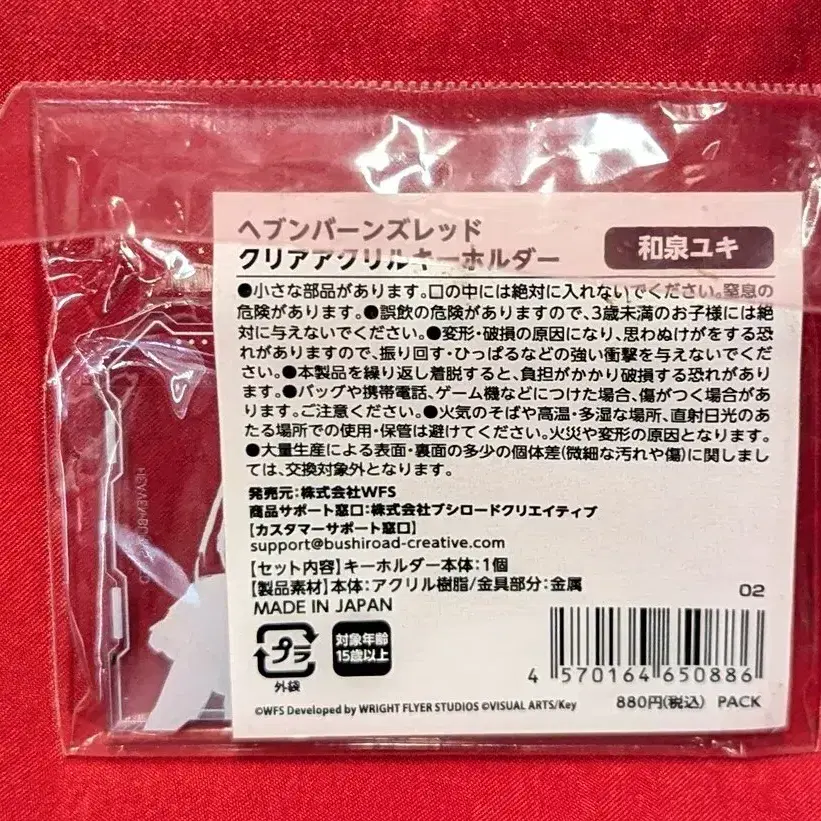 ヘブンバーンズレッド
クリアアクリルキーホルダー
和泉ユキ
●小さな部品があります。口の中には絶対に入れないでください。窒息の
危険があります。●誤飲の危険がありますので、3歳未満のお子様には絶
対に与えないでください。●変形・破損の原因になり、思わぬけがをする恐
れがありますので、振り回す・ひっぱるなどの強い衝撃を与えないでくだ
さい。●本製品を繰り返し着脱すると、負担がかかり破損する恐れがあり
ます。●バッグや携帯電話、ゲーム機などにつけた場合、傷がつく場合があ
ります。ご注意ください。●火気のそばや高温・多湿な場所、直射日光のあ
たる場所での使用・保管は避けてください。火災や変形の原因となります。
●大量生産による表面・裏面の多少の個体差(微細な汚れや傷)に関しまし
ては、交換対象外となります。
発売元:株式会社WFS
商品サポート窓口:株式会社ブシロードクリエイティブ
【カスタマーサポート窓口】
support@bushiroad-creative.com
【セット内容】キーホルダー本体:1個
【製品素材】本体:アクリル樹脂/金具部分:金属
MADE IN JAPAN
02
プラ
外袋
対象年齢
15歳以上
4 570164 650886
880円(税込) PACK
©WFS Developed by WRIGHT FLYER STUDIOS ©VISUAL ARTS/Key